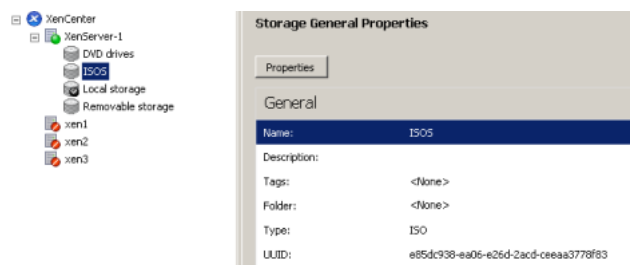 XenCenter
XenServer-1
DVD drives
ISOS
Local storage
Removable storage
xen1
xen2
xen3
Storage General Properties
Properties
General
Name: ISOS
Description:
Tags: <None>
Folder: <None>
Type: ISO
UUID: e85dc938-ea06-e26d-2acd-ceeaa3778f83